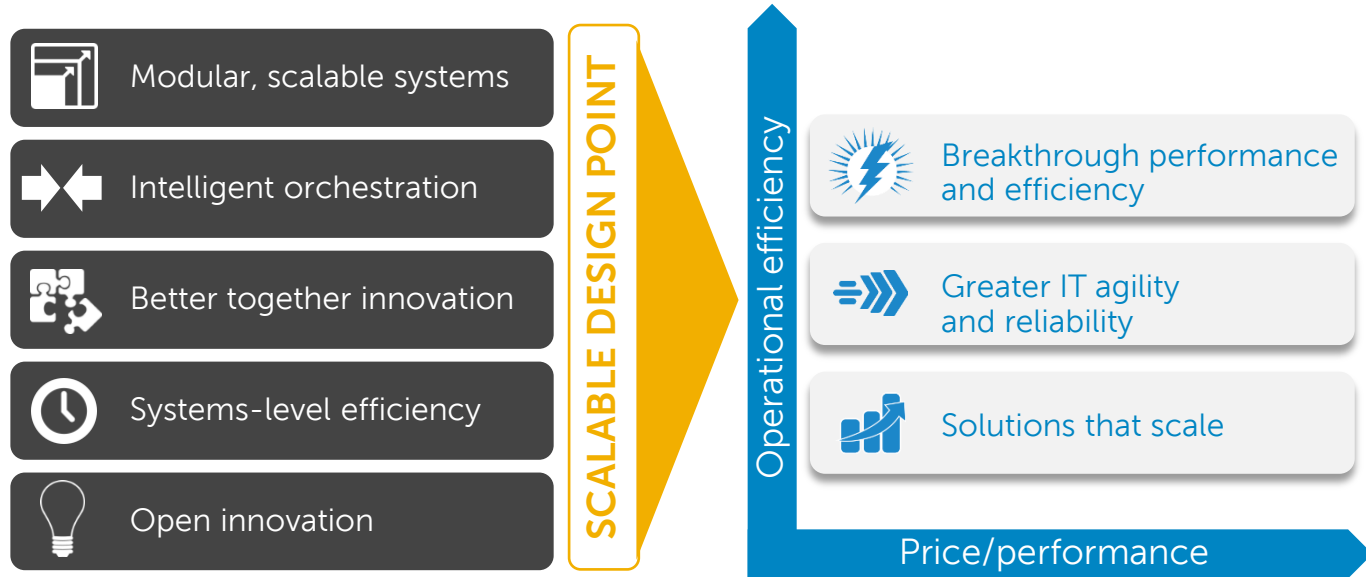 Modular, scalable systems
Intelligent orchestration
Better together innovation
Systems-level efficiency
Open innovation
SCALABLE DESIGN POINT
Operational efficiency
Breakthrough performance
and efficiency
Greater IT agility
and reliability
Solutions that scale
Price/performance